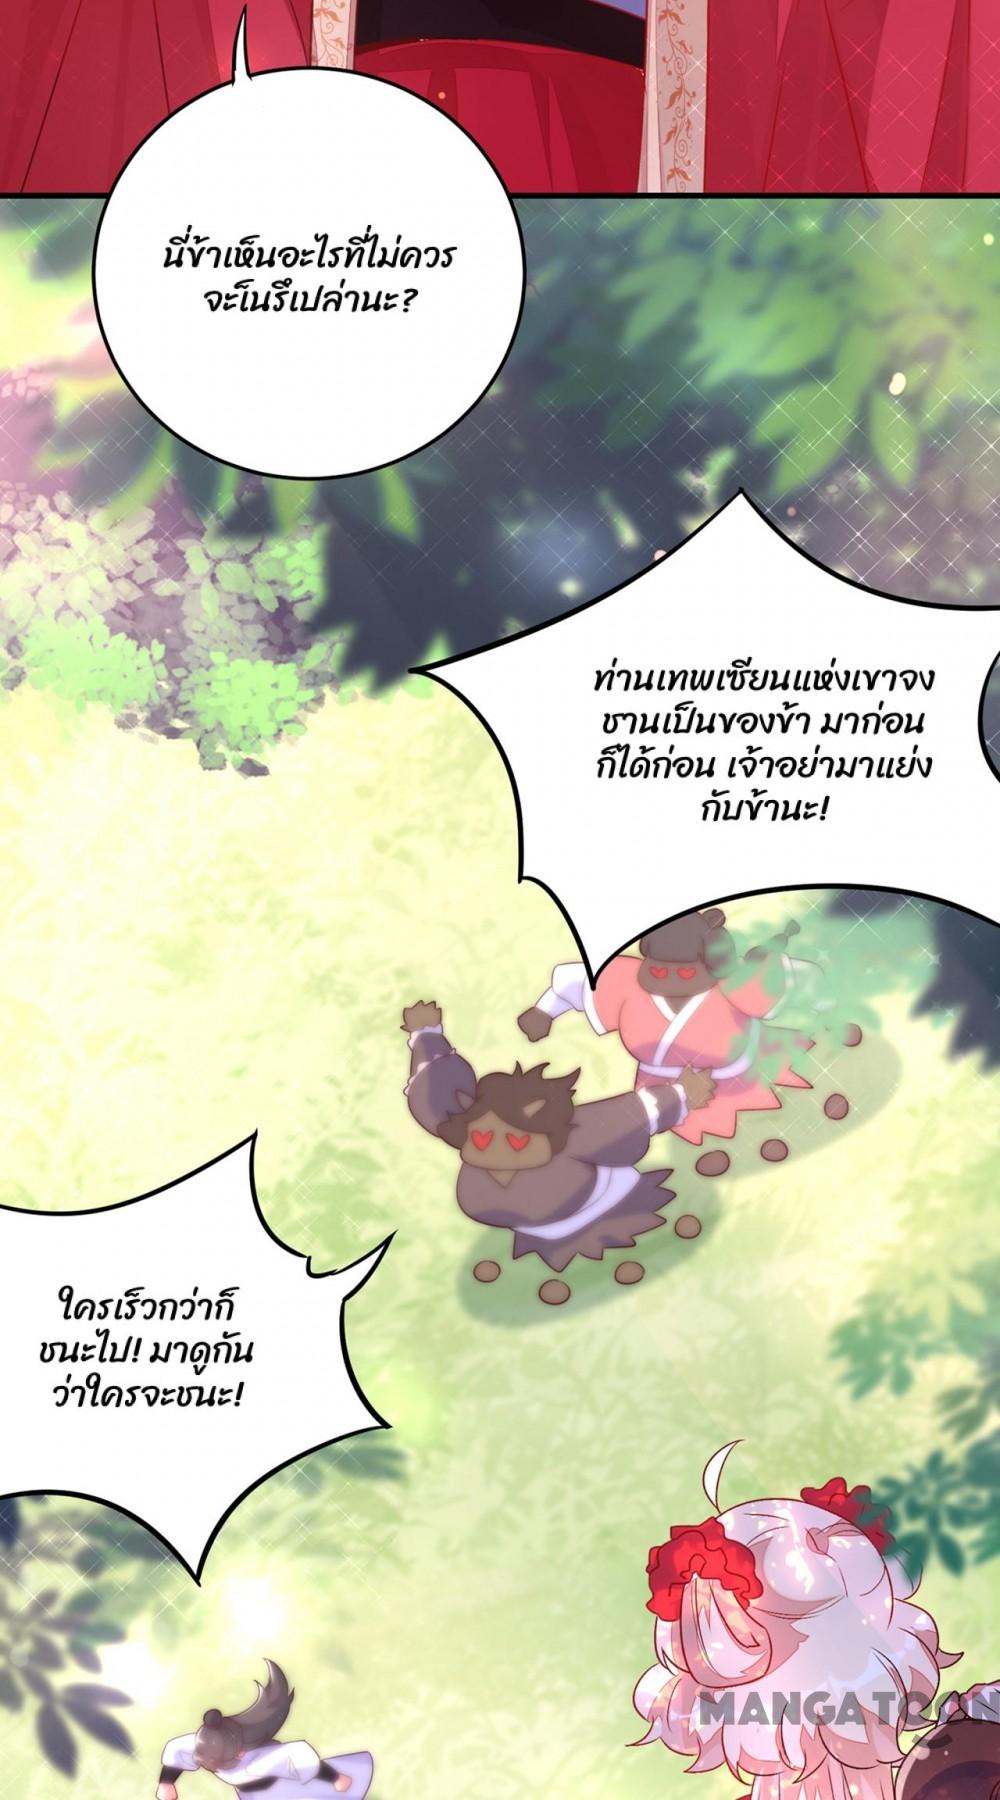 นี่ข้าเห็นอะไรที่ไม่ควร
จะเ็นรึเปล่านะ?
ท่านเทพเซียนแห่งเขาจง
ซานเป็นของข้า มาก่อน
ก็ได้ก่อน เจ้าอย่ามาแย่ง
กับข้านะ!
ใครเร็วกว่าก็
ชนะไป! มาดูกัน
ว่าใครจะชนะ!
MANGATOON